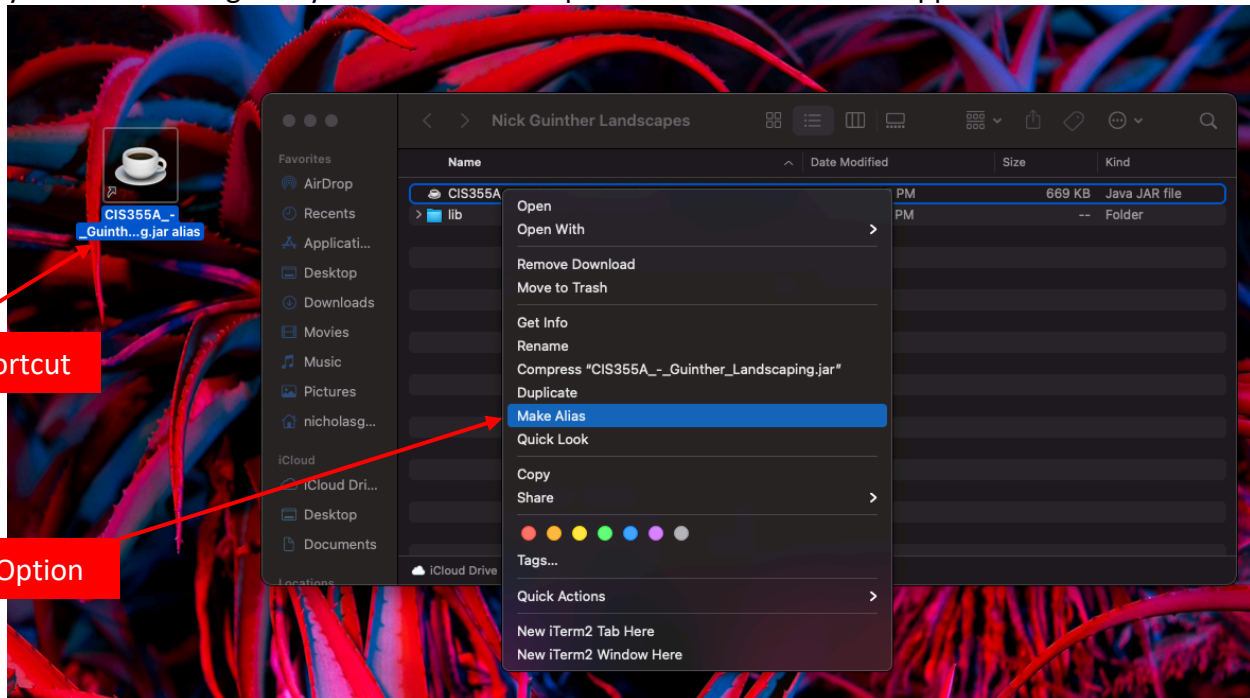 Nick Guinther Landscapes
Favorites
AirDrop
Recents
Applicati...
Desktop
Downloads
Movies
Music
Pictures
nicholasg...
iCloud
iCloud Dri...
Desktop
Documents
Locations
Name Date Modified Size Kind
CIS355A PM 669 KB Java JAR file
lib PM -- Folder
iCloud Drive
Open
Open With
Remove Download
Move to Trash
Get Info
Rename
Compress "CIS355A_-_Guinther_Landscaping.jar"
Duplicate
Make Alias
Quick Look
Copy
Share
Tags...
Quick Actions
New iTerm2 Tab Here
New iTerm2 Window Here
CIS355A_-
_Guinth...g.jar alias
ortcut
Option